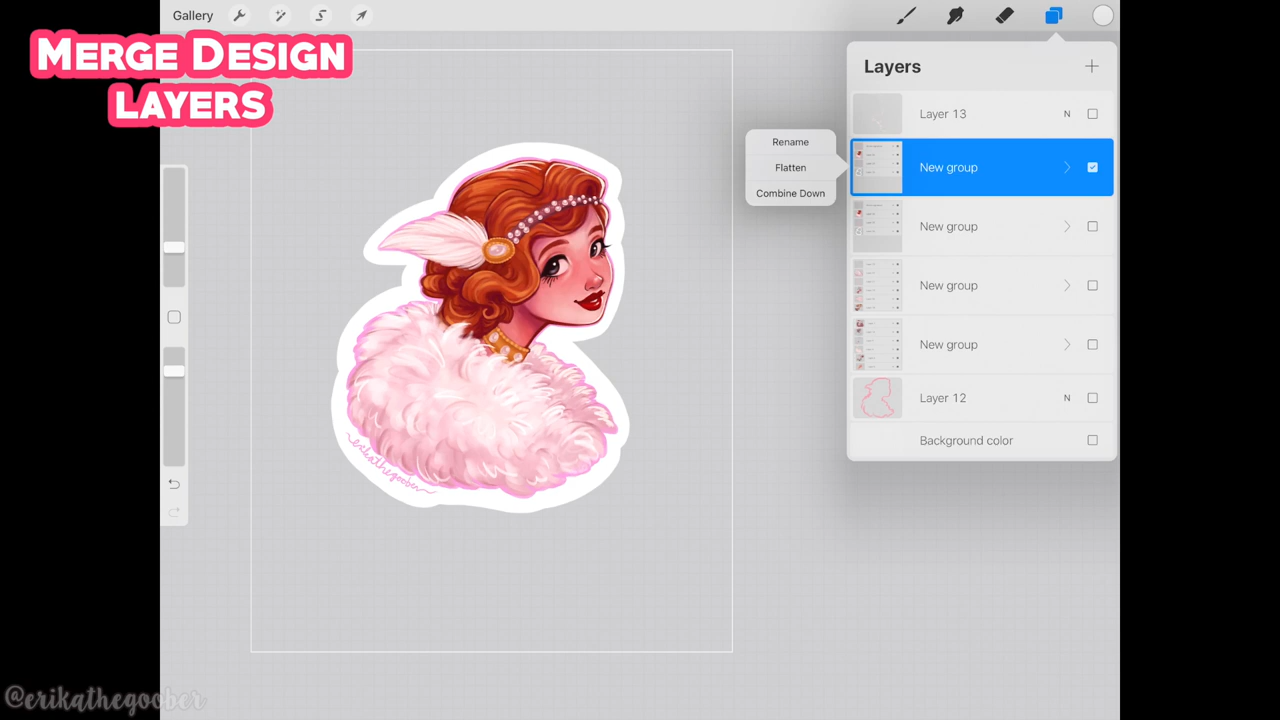 Gallery
MERGE DESIGN
LAYERS
Layers
Layer 13 N
Rename
Flatten
Combine Down
New group
New group
New group
New group
Layer 12 N
Background color
~erikathegoober~
@erikathegoober